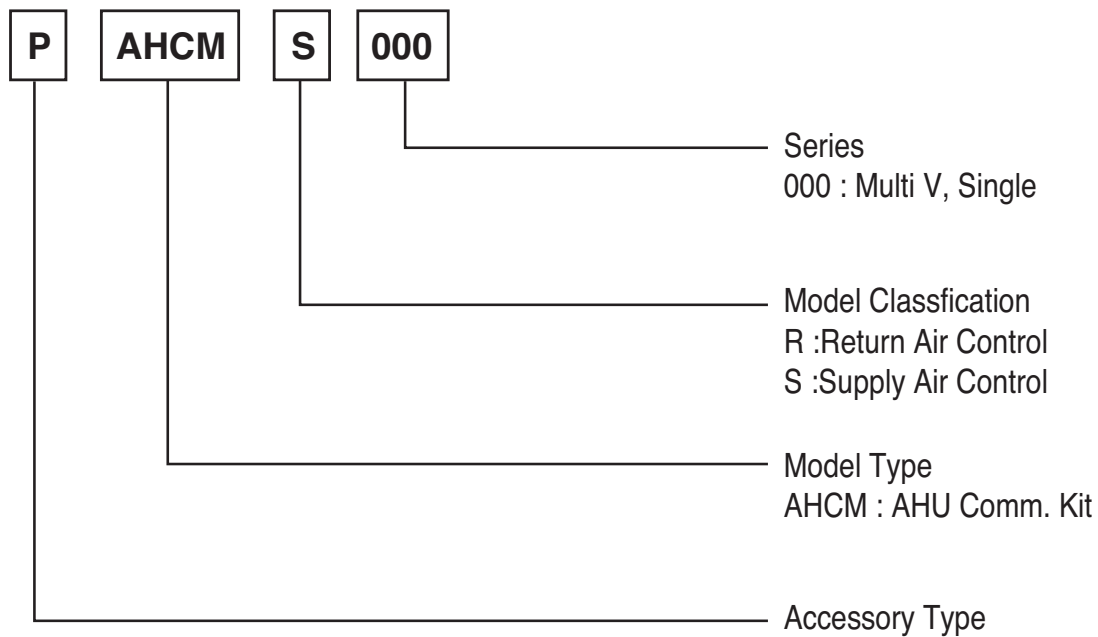 P AHCM S 000
Series
000 : Multi V, Single
Model Classfication
R :Return Air Control
S :Supply Air Control
Model Type
AHCM : AHU Comm. Kit
Accessory Type